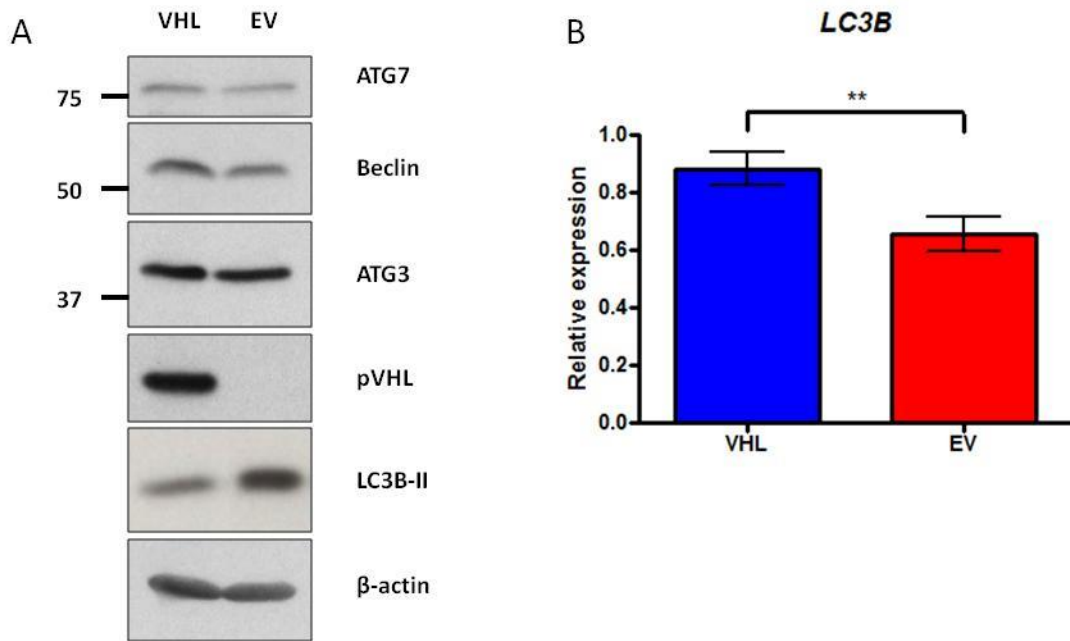 A
VHL EV
ATG7
75
Beclin
50
ATG3
37
pVHL
LC3B-II
β-actin
B
LC3B
**
Relative expression
1.0
0.8
0.6
0.4
0.2
0.0
VHL EV